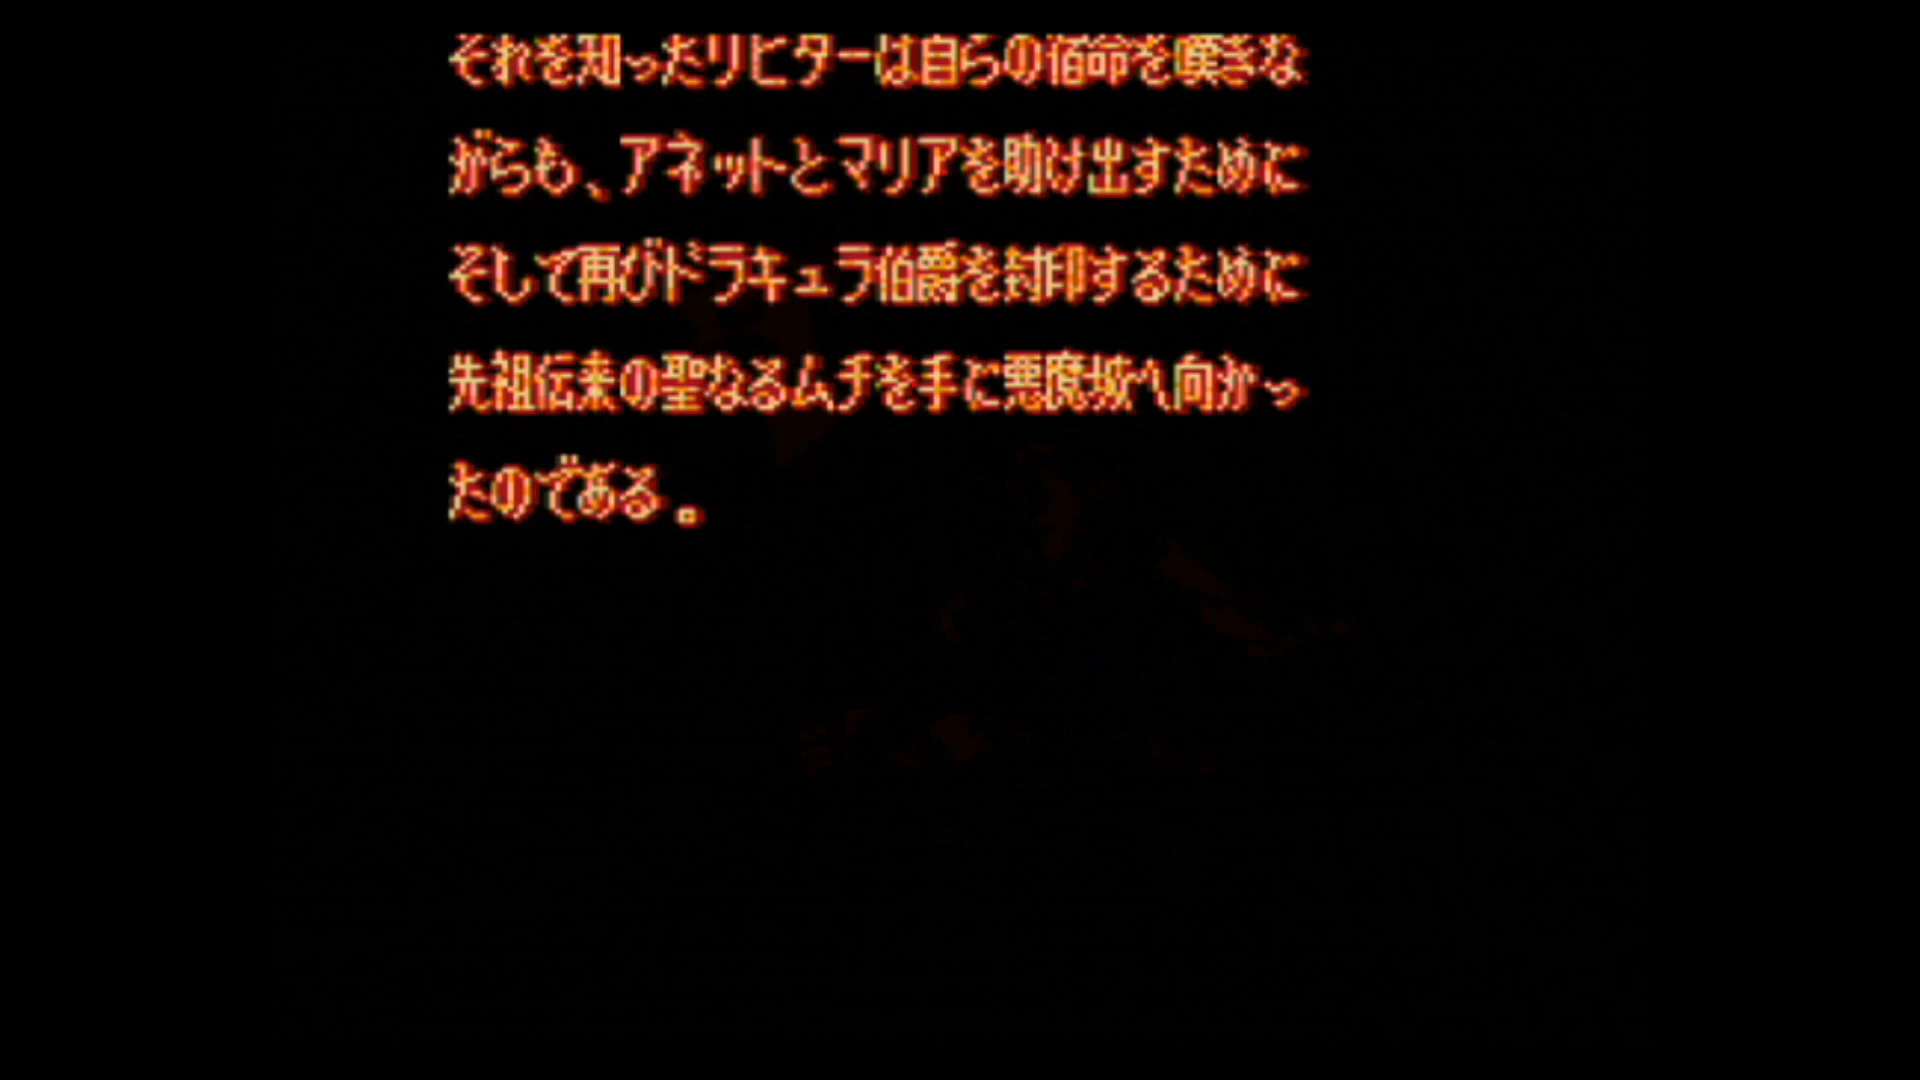 それを知ったリヒターは自らの宿命を嘆きな
がらも、アネットとマリアを助け出すために
そして再びドラキュラ伯爵を封印するために
先祖伝来の聖なるムチを手に悪魔城へ向かっ
たのである。